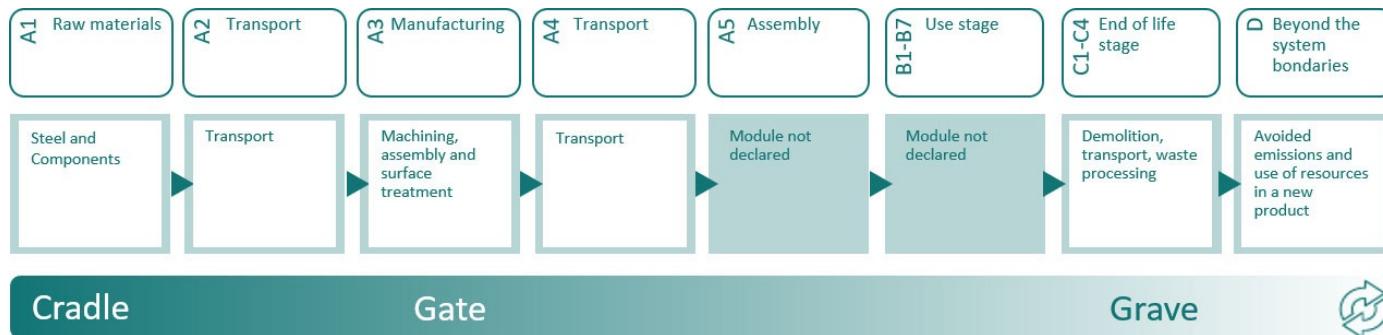 A1 Raw materials
A2 Transport
A3 Manufacturing
A4 Transport
A5 Assembly
B1-B7 Use stage
C1-C4 End of life
stage
D Beyond the
system
bondaries
Steel and
Components
Transport
Machining,
assembly and
surface
treatment
Transport
Module not
declared
Module not
declared
Demolition,
transport, waste
processing
Avoided
emissions and
use of resources
in a new
product
Cradle
Gate
Grave